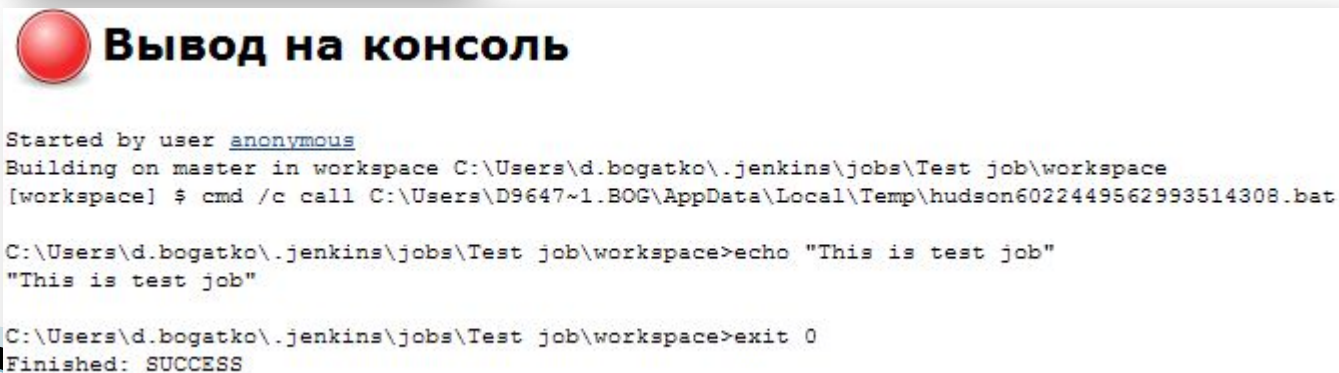 Вывод на консоль
Started by user anonymous
Building on master in workspace C:\Users\d.bogatko\.jenkins\jobs\Test job\workspace
[workspace] $ cmd /c call C:\Users\D9647~1.BOG\AppData\Local\Temp\hudson6022449562993514308.bat
C:\Users\d.bogatko\.jenkins\jobs\Test job\workspace>echo "This is test job"
"This is test job"
C:\Users\d.bogatko\.jenkins\jobs\Test job\workspace>exit 0
Finished: SUCCESS